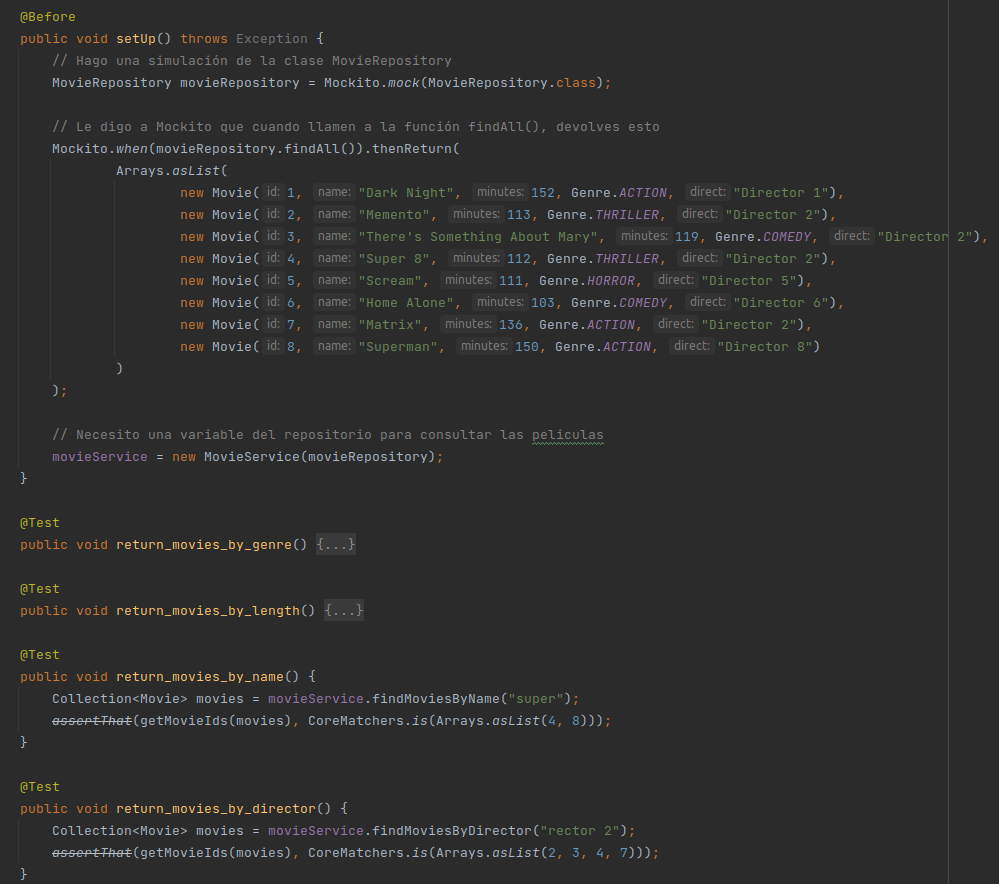 @Before
public void setUp() throws Exception {
// Hago una simulación de la clase MovieRepository
MovieRepository movieRepository = Mockito.mock(MovieRepository.class);
// Le digo a Mockito que cuando llamen a la función findAll(), devolves esto
Mockito.when(movieRepository.findAll()).thenReturn(
Arrays.asList(
new Movie( id: 1, name: "Dark Night", minutes: 152, Genre.ACTION, direct: "Director 1"),
new Movie( id: 2, name: "Memento", minutes: 113, Genre.THRILLER, direct: "Director 2"),
new Movie( id: 3, name: "There's Something About Mary", minutes: 119, Genre.COMEDY, direct: "Director 2"),
new Movie( id: 4, name: "Super 8", minutes: 112, Genre.THRILLER, direct: "Director 2"),
new Movie( id: 5, name: "Scream", minutes: 111, Genre.HORROR, direct: "Director 5"),
new Movie( id: 6, name: "Home Alone", minutes: 103, Genre.COMEDY, direct: "Director 6"),
new Movie( id: 7, name: "Matrix", minutes: 136, Genre.ACTION, direct: "Director 2"),
new Movie( id: 8, name: "Superman", minutes: 150, Genre.ACTION, direct: "Director 8")
)
);
// Necesito una variable del repositorio para consultar las peliculas
movieService = new MovieService(movieRepository);
}
@Test
public void return_movies_by_genre() {...}
@Test
public void return_movies_by_length() {...}
@Test
public void return_movies_by_name() {
Collection<Movie> movies = movieService.findMoviesByName("super");
assertThat(getMovieIds(movies), CoreMatchers.is(Arrays.asList(4, 8)));
}
@Test
public void return_movies_by_director() {
Collection<Movie> movies = movieService.findMoviesByDirector("rector 2");
assertThat(getMovieIds(movies), CoreMatchers.is(Arrays.asList(2, 3, 4, 7)));
}